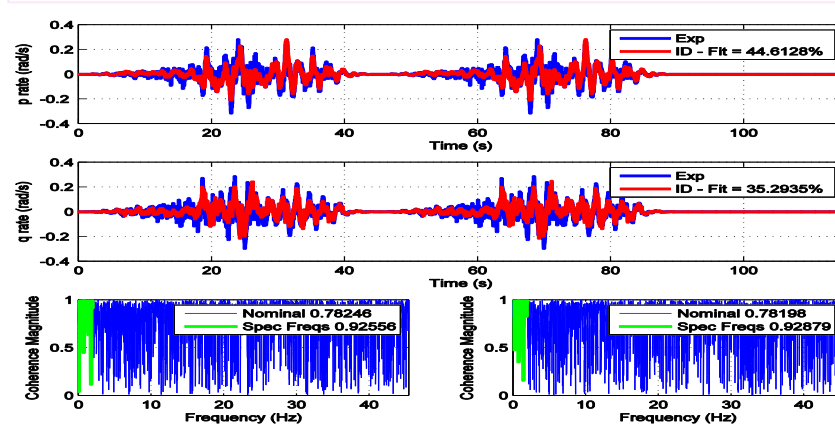 0.4
0.2
0
-0.2
-0.4
p rate (rad/s)
Exp
ID - Fit = 44.6128%
0 20 40 60 80 100
Time (s)
0.4
0.2
0
-0.2
-0.4
q rate (rad/s)
Exp
ID - Fit = 35.2935%
0 20 40 60 80 100
Time (s)
1
0.5
0
Coherence Magnitude
Nominal 0.78246
Spec Freqs 0.92556
0 10 20 30 40
Frequency (Hz)
1
0.5
0
Coherence Magnitude
Nominal 0.78198
Spec Freqs 0.92879
0 10 20 30 40
Frequency (Hz)